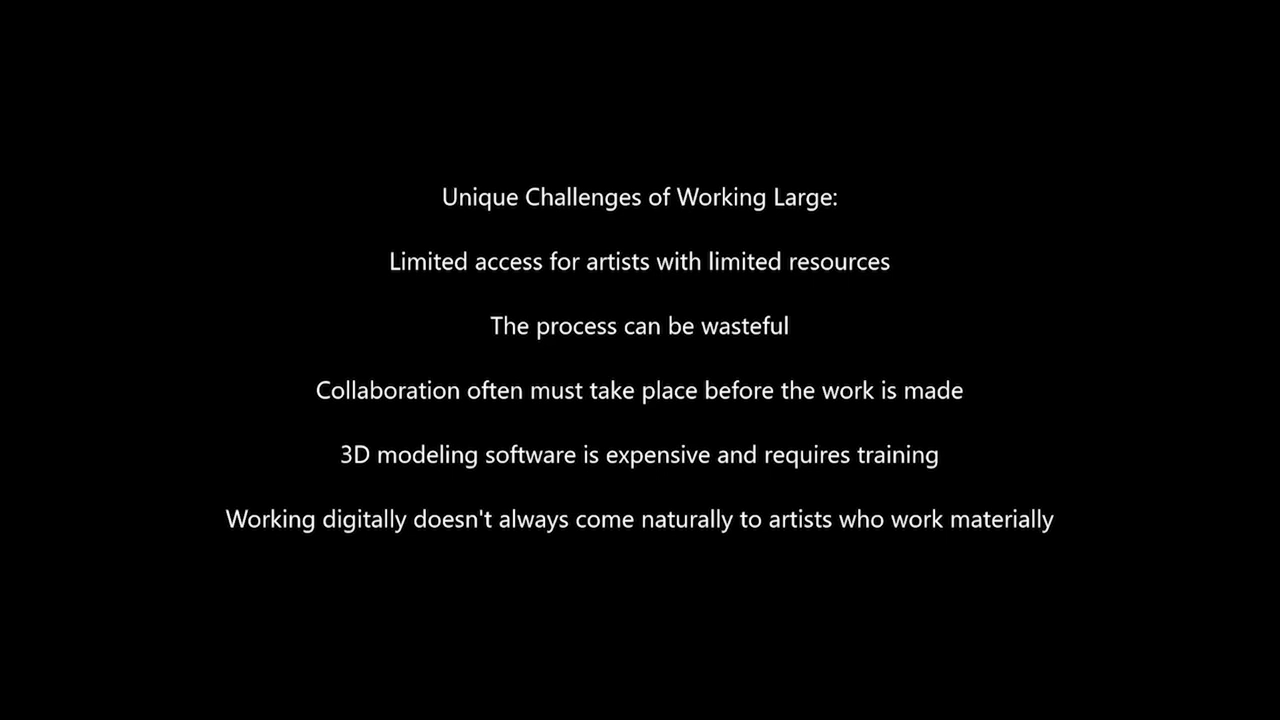 Unique Challenges of Working Large:
Limited access for artists with limited resources
The process can be wasteful
Collaboration often must take place before the work is made
3D modeling software is expensive and requires training
Working digitally doesn't always come naturally to artists who work materially